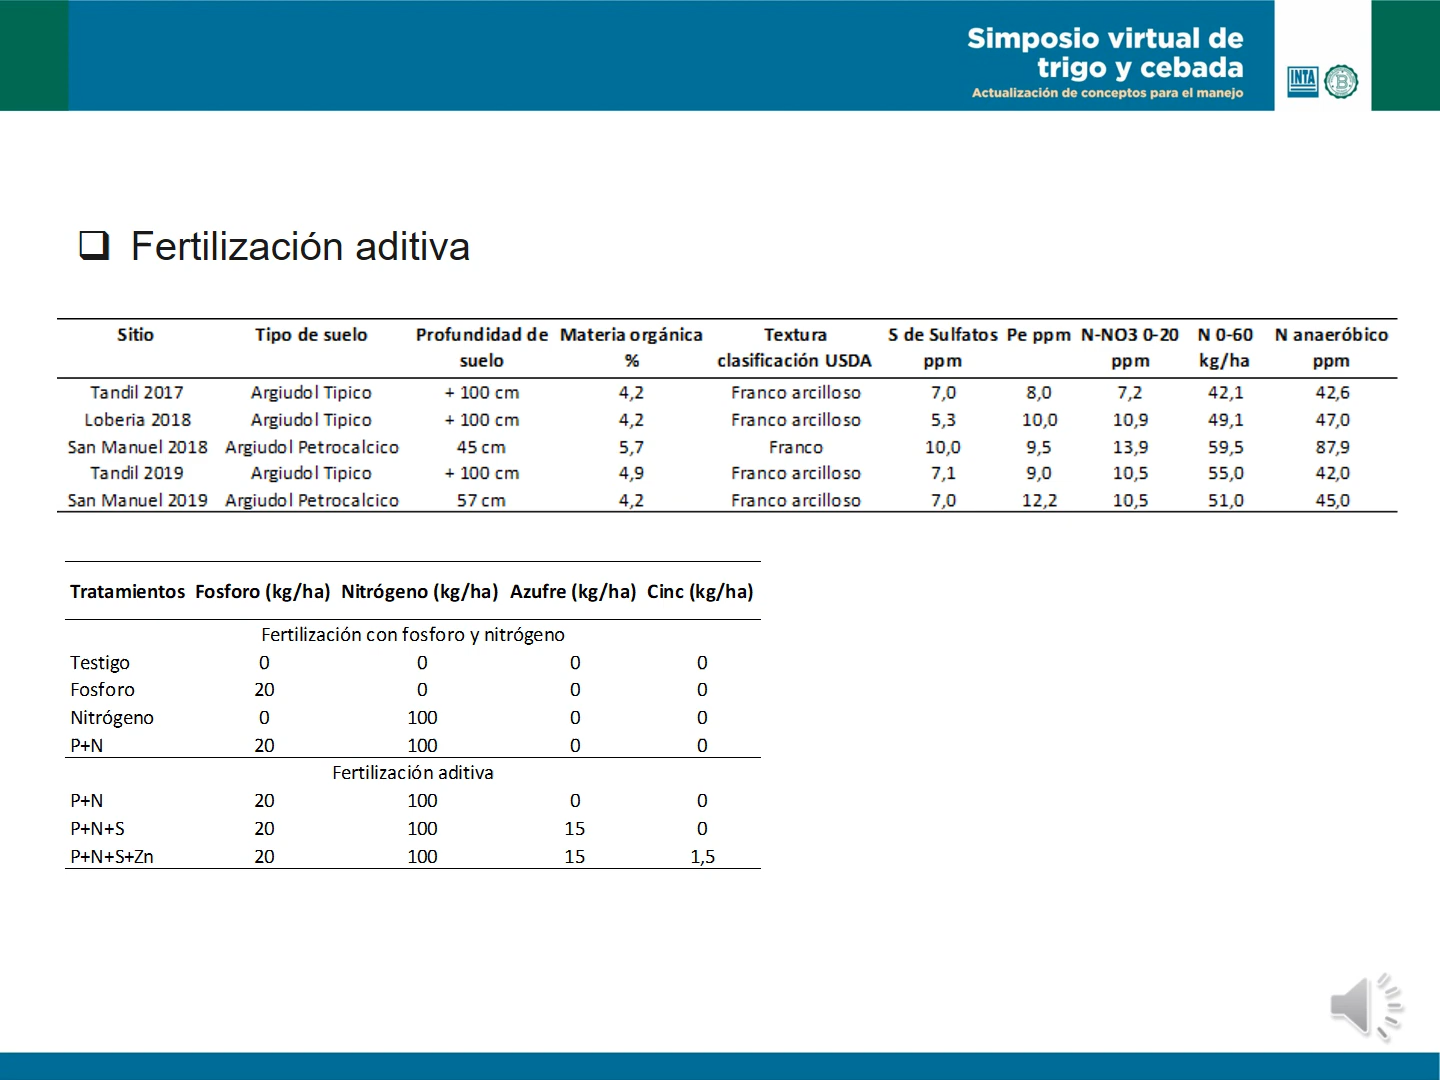 Simposio virtual de
trigo y cebada
Actualización de conceptos para el manejo
INTA
B
Fertilización aditiva
Sitio Tipo de suelo Profundidad de Materia orgánica Textura S de Sulfatos Pe ppm N-NO3 0-20 N 0-60 N anaeróbico
suelo % clasificación USDA ppm ppm kg/ha ppm
Tandil 2017 Argiudol Tipico + 100 cm 4,2 Franco arcilloso 7,0 8,0 7,2 42,1 42,6
Loberia 2018 Argiudol Tipico + 100 cm 4,2 Franco arcilloso 5,3 10,0 10,9 49,1 47,0
San Manuel 2018 Argiudol Petrocalcico 45 cm 5,7 Franco 10,0 9,5 13,9 59,5 87,9
Tandil 2019 Argiudol Tipico + 100 cm 4,9 Franco arcilloso 7,1 9,0 10,5 55,0 42,0
San Manuel 2019 Argiudol Petrocalcico 57 cm 4,2 Franco arcilloso 7,0 12,2 10,5 51,0 45,0
Tratamientos Fosforo (kg/ha) Nitrógeno (kg/ha) Azufre (kg/ha) Cinc (kg/ha)
Fertilización con fosforo y nitrógeno
Testigo 0 0 0 0
Fosforo 20 0 0 0
Nitrógeno 0 100 0 0
P+N 20 100 0 0
Fertilización aditiva
P+N 20 100 0 0
P+N+S 20 100 15 0
P+N+S+Zn 20 100 15 1,5